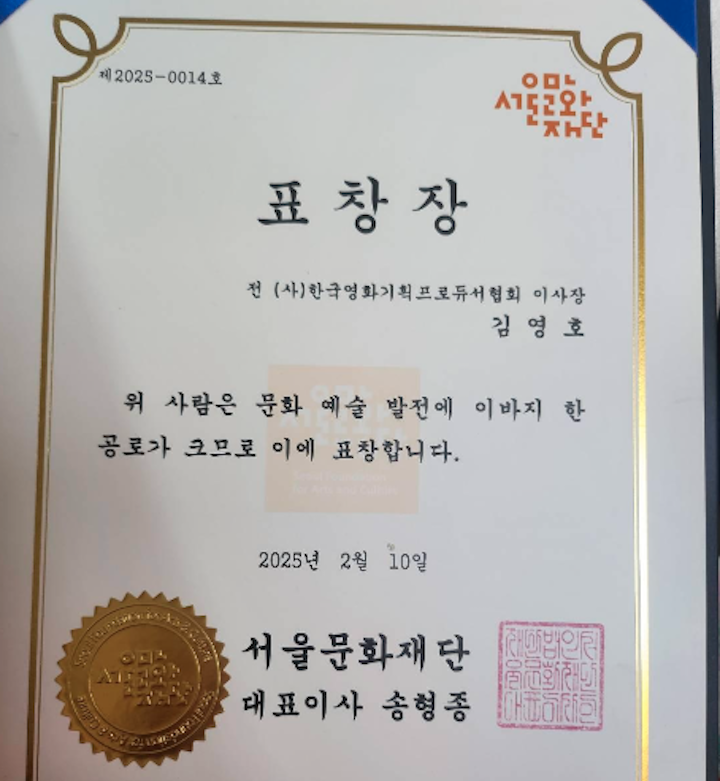 제2025-0014호
서울문화재단
표창장
전 (사)한국영화기획프로듀서협회 이사장
김영호
위 사람은 문화 예술 발전에 이바지 한
공로가 크므로 이에 표창합니다.
2025년 2월 10일
서울문화재단
대표이사 송형종